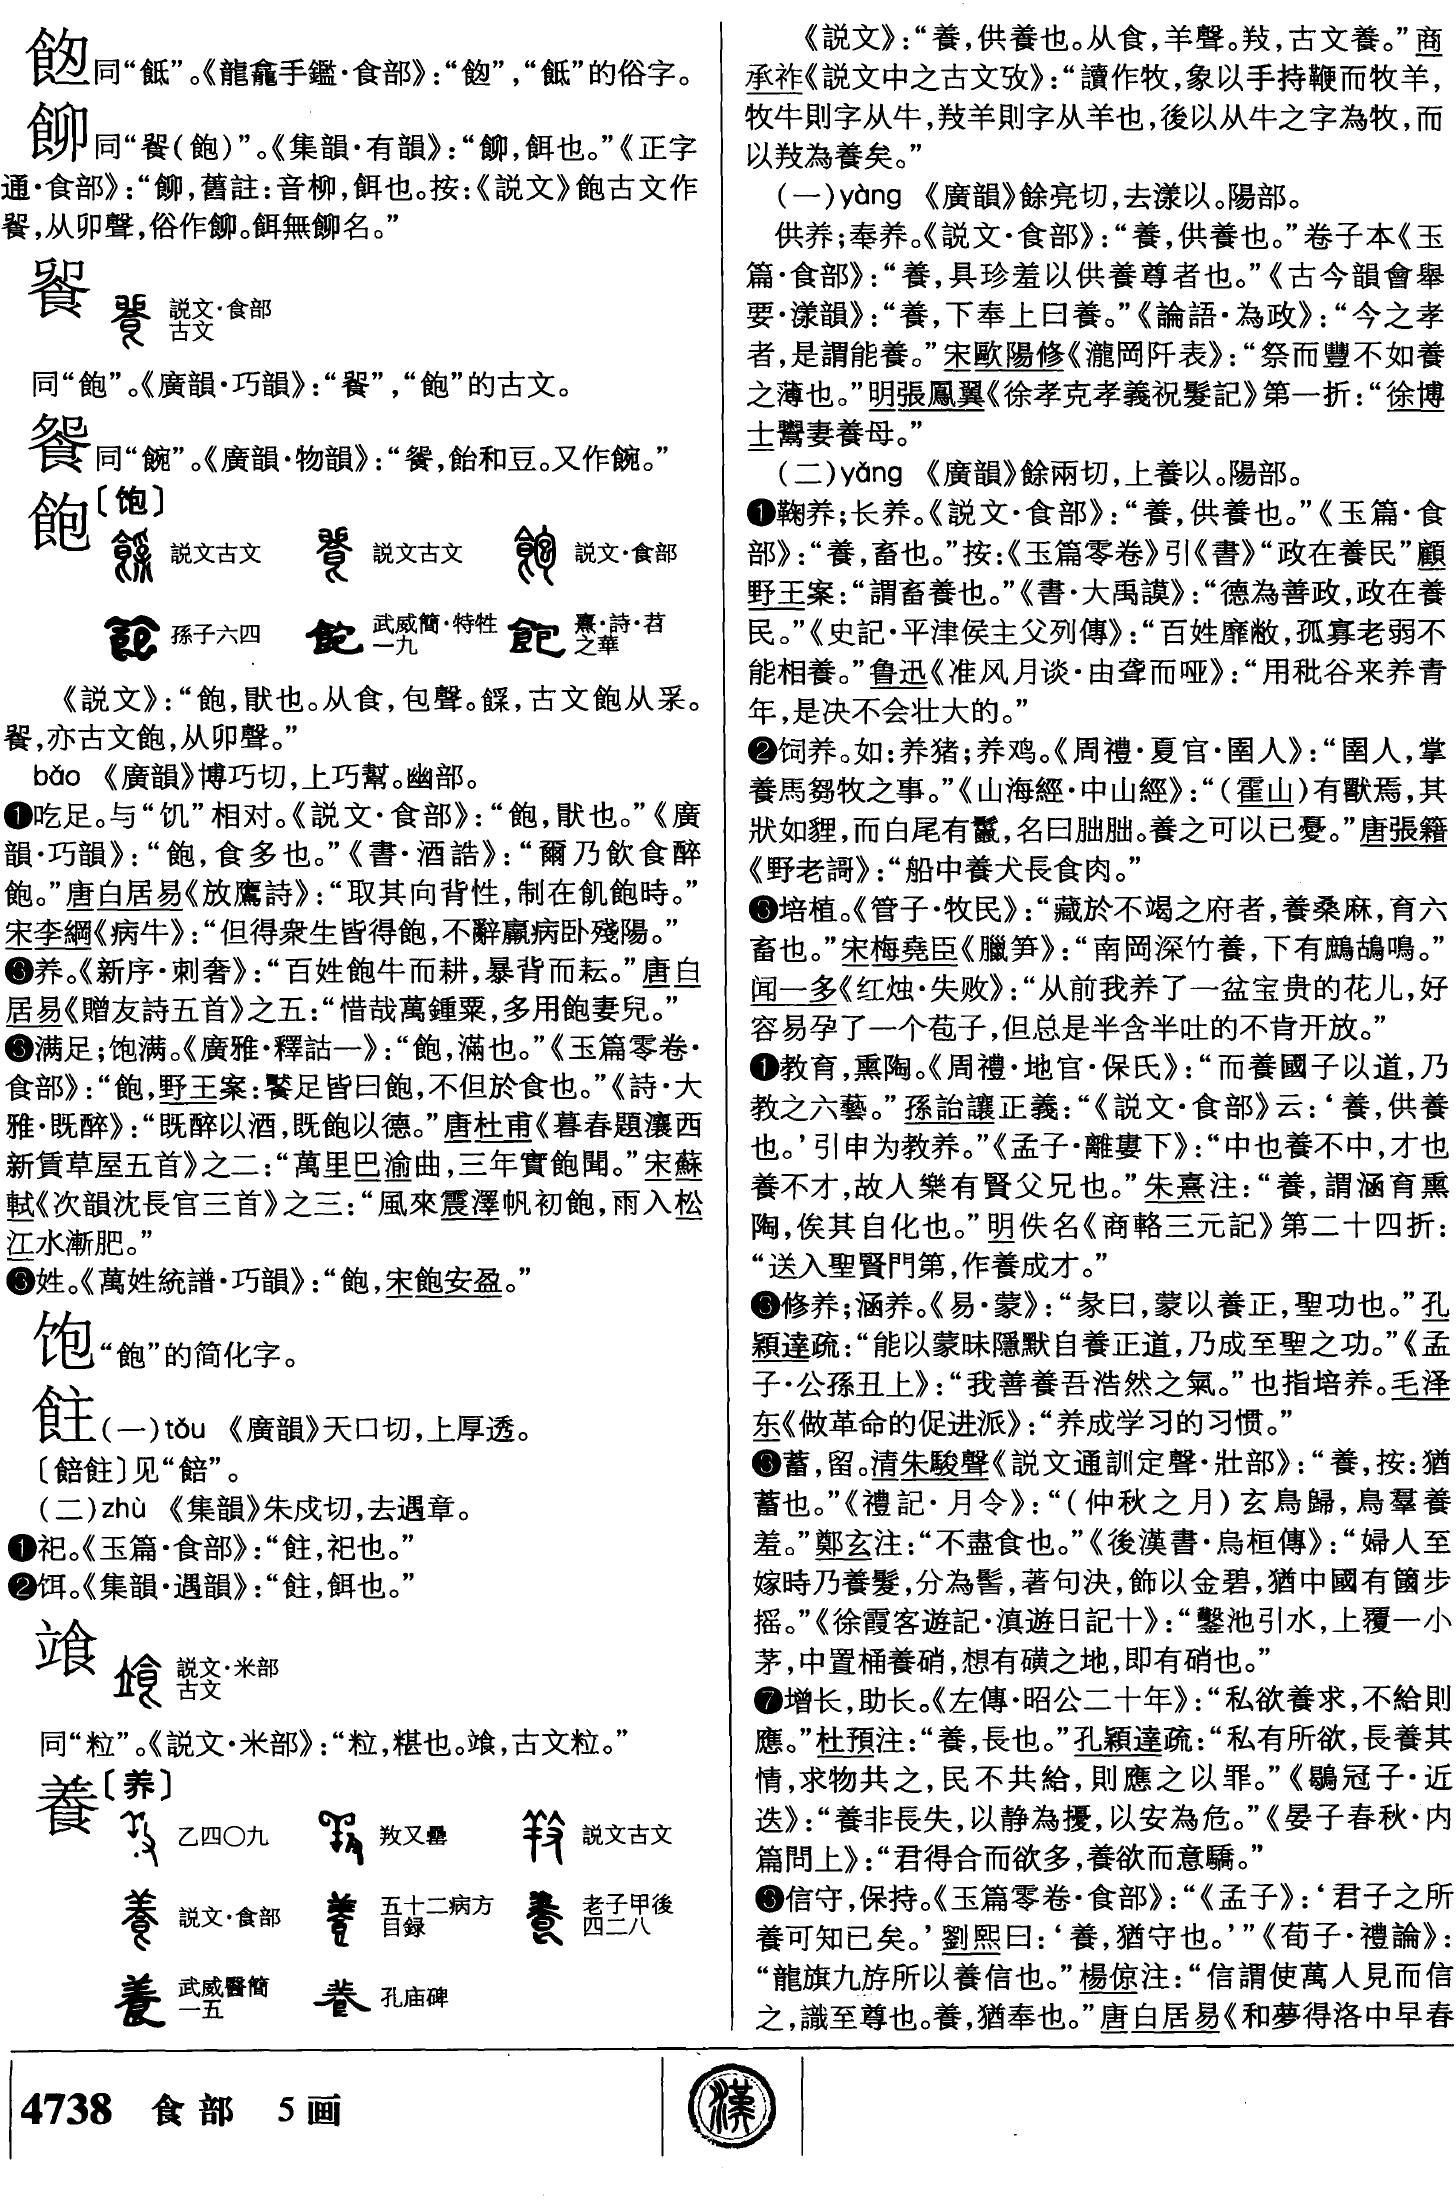 同“䬫”。《龍龕手鑑·食部》：“䬡”，“䬫”的俗字。
同“𩛮(飽)”。《集韻·有韻》：“䬟，餌也。”《正字
通·食部》：“䬟，舊註：音柳，餌也。按：《説文》飽古文作
𩛮，从卯聲，俗作䬟。餌無䬟名。”
𩛮
説文·食部
古文
同“飽”。《廣韻·巧韻》：“𩛮”，“飽”的古文。
同“䬧”。《廣韻·物韻》：“䬵，飴和豆。又作䬧。”
飽〔饱〕
説文古文 説文古文 説文·食部
孫子六四 武威簡·特牲一九 熹·詩·苕之華
《説文》：“飽，猒也。从食，包聲。䭋，古文飽从采。
𩛮，亦古文飽，从卯聲。”
bǎo 《廣韻》博巧切，上巧幫。幽部。
❶吃足。与“饥”相对。《説文·食部》：“飽，猒也。”《廣
韻·巧韻》：“飽，食多也。”《書·酒誥》：“爾乃飲食醉
飽。”唐白居易《放鷹詩》：“取其向背性，制在飢飽時。”
宋李綱《病牛》：“但得衆生皆得飽，不辭羸病卧殘陽。”
❸养。《新序·刺奢》：“百姓飽牛而耕，暴背而耘。”唐白
居易《贈友詩五首》之五：“惜哉萬鍾粟，多用飽妻兒。”
❸满足；饱满。《廣雅·釋詁一》：“飽，滿也。”《玉篇零卷·
食部》：“飽，野王案：饜足皆曰飽，不但於食也。”《詩·大
雅·既醉》：“既醉以酒，既飽以德。”唐杜甫《暮春題瀼西
新賃草屋五首》之二：“萬里巴渝曲，三年實飽聞。”宋蘇
軾《次韻沈長官三首》之三：“風來震澤帆初飽，雨入松
江水漸肥。”
❸姓。《萬姓統譜·巧韻》：“飽，宋飽安盈。”
饱“飽”的简化字。
飳(一)tǒu 《廣韻》天口切，上厚透。
〔䭌飳〕见“䭌”。
(二)zhù 《集韻》朱戍切，去遇章。
❶祀。《玉篇·食部》：“飳，祀也。”
❷饵。《集韻·遇韻》：“飳，餌也。”
𩚷
説文·米部
古文
同“粒”。《説文·米部》：“粒，糂也。𩚷，古文粒。”
養〔养〕
乙四〇九 𢼝又罍 説文古文
説文·食部 五十二病方目録 老子甲後四二八
武威醫簡一五 孔庙碑
《説文》：“養，供養也。从食，羊聲。𢼝，古文養。”商
承祚《説文中之古文攷》：“讀作牧，象以手持鞭而牧羊，
牧牛則字从牛，𢼝羊則字从羊也，後以从牛之字為牧，而
以𢼝為養矣。”
(一)yàng 《廣韻》餘亮切，去漾以。陽部。
供养；奉养。《説文·食部》：“養，供養也。”卷子本《玉
篇·食部》：“養，具珍羞以供養尊者也。”《古今韻會舉
要·漾韻》：“養，下奉上曰養。”《論語·為政》：“今之孝
者，是謂能養。”宋歐陽修《瀧岡阡表》：“祭而豐不如養
之薄也。”明張鳳翼《徐孝克孝義祝髮記》第一折：“徐博
士鬻妻養母。”
(二)yǎng 《廣韻》餘兩切，上養以。陽部。
❶鞠养；长养。《説文·食部》：“養，供養也。”《玉篇·食
部》：“養，畜也。”按：《玉篇零卷》引《書》“政在養民”顧
野王案：“謂畜養也。”《書·大禹謨》：“德為善政，政在養
民。”《史記·平津侯主父列傳》：“百姓靡敝，孤寡老弱不
能相養。”鲁迅《准风月谈·由聋而哑》：“用秕谷来养青
年，是决不会壮大的。”
❷饲养。如：养猪；养鸡。《周禮·夏官·圉人》：“圉人，掌
養馬芻牧之事。”《山海經·中山經》：“(霍山)有獸焉，其
狀如貍，而白尾有鬣，名曰朏朏。養之可以已憂。”唐張籍
《野老謌》：“船中養犬長食肉。”
❸培植。《管子·牧民》：“藏於不竭之府者，養桑麻，育六
畜也。”宋梅堯臣《臘笋》：“南岡深竹養，下有鷓鴣鳴。”
闻一多《红烛·失败》：“从前我养了一盆宝贵的花儿，好
容易孕了一个苞子，但总是半含半吐的不肯开放。”
❶教育，熏陶。《周禮·地官·保氏》：“而養國子以道，乃
教之六藝。”孫詒讓正義：“《説文·食部》云：‘養，供養
也。’引申为教养。”《孟子·離婁下》：“中也養不中，才也
養不才，故人樂有賢父兄也。”朱熹注：“養，謂涵育熏
陶，俟其自化也。”明佚名《商輅三元記》第二十四折：
“送入聖賢門第，作養成才。”
❸修养；涵养。《易·蒙》：“彖曰，蒙以養正，聖功也。”孔
穎達疏：“能以蒙昧隱默自養正道，乃成至聖之功。”《孟
子·公孫丑上》：“我善養吾浩然之氣。”也指培养。毛泽
东《做革命的促进派》：“养成学习的习惯。”
❸蓄，留。清朱駿聲《説文通訓定聲·壯部》：“養，按：猶
蓄也。”《禮記·月令》：“(仲秋之月)玄鳥歸，鳥羣養
羞。”鄭玄注：“不盡食也。”《後漢書·烏桓傳》：“婦人至
嫁時乃養髮，分為髻，著句決，飾以金碧，猶中國有簂步
摇。”《徐霞客遊記·滇遊日記十》：“鑿池引水，上覆一小
茅，中置桶養硝，想有磺之地，即有硝也。”
❼增长，助长。《左傳·昭公二十年》：“私欲養求，不給則
應。”杜預注：“養，長也。”孔穎達疏：“私有所欲，長養其
情，求物共之，民不共給，則應之以罪。”《鶡冠子·近
迭》：“養非長失，以静為擾，以安為危。”《晏子春秋·内
篇問上》：“君得合而欲多，養欲而意驕。”
❸信守，保持。《玉篇零卷·食部》：“《孟子》：‘君子之所
養可知已矣。’劉熙曰：‘養，猶守也。’”《荀子·禮論》：
“龍旗九斿所以養信也。”楊倞注：“信謂使萬人見而信
之，識至尊也。養，猶奉也。”唐白居易《和夢得洛中早春
4738 食部 5画
漢